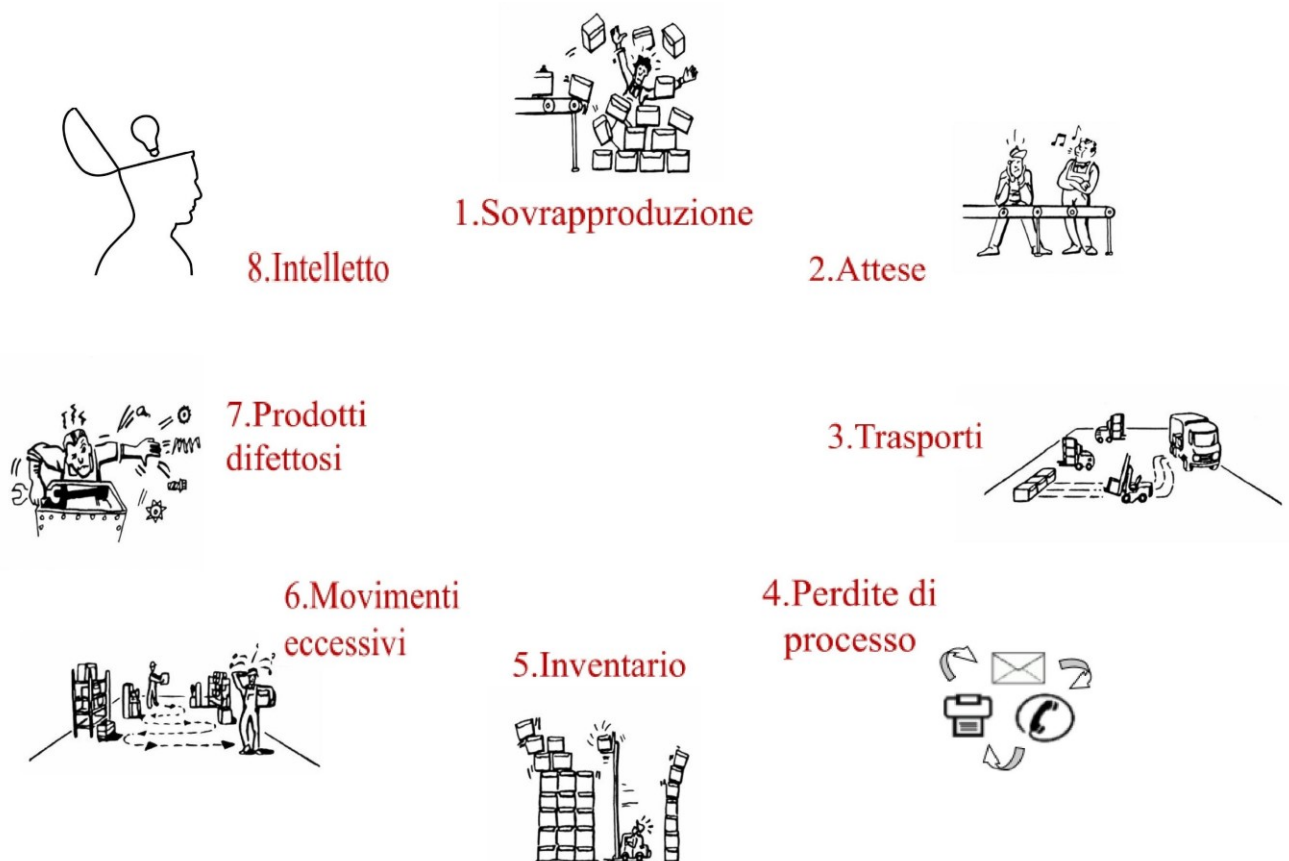 1.Sovrapproduzione
2.Attese
3.Trasporti
4.Perdite di
processo
5.Inventario
6.Movimenti
eccessivi
7.Prodotti
difettosi
8.Intelletto